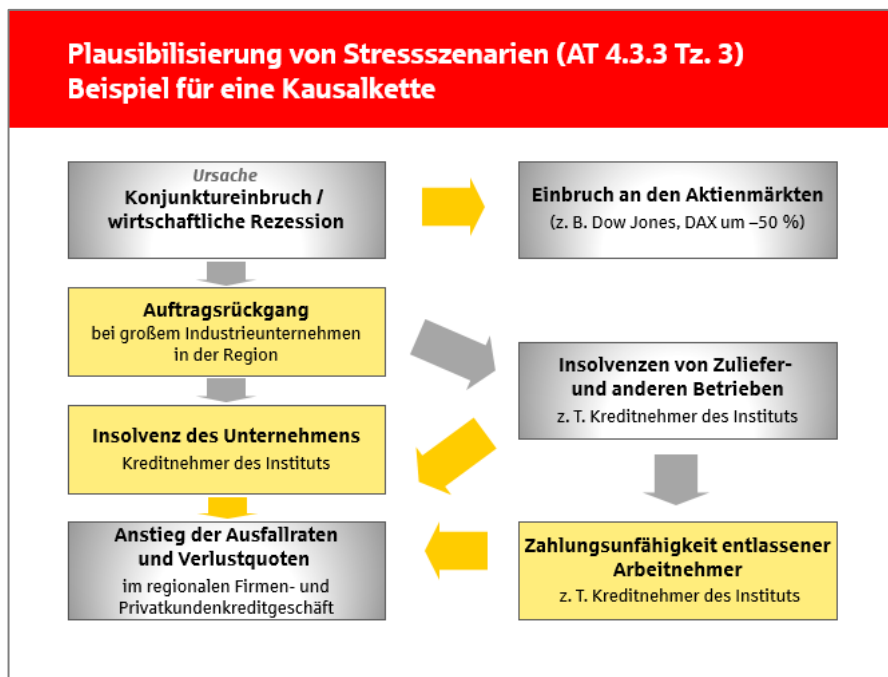 Plausibilisierung von Stressszenarien (AT 4.3.3 Tz. 3)
Beispiel für eine Kausalkette
Ursache
Konjunktureinbruch /
wirtschaftliche Rezession
Einbruch an den Aktienmärkten
(z. B. Dow Jones, DAX um –50 %)
Auftragsrückgang
bei großem Industrieunternehmen
in der Region
Insolvenzen von Zuliefer-
und anderen Betrieben
z. T. Kreditnehmer des Instituts
Insolvenz des Unternehmens
Kreditnehmer des Instituts
Anstieg der Ausfallraten
und Verlustquoten
im regionalen Firmen- und
Privatkundenkreditgeschäft
Zahlungsunfähigkeit entlassener
Arbeitnehmer
z. T. Kreditnehmer des Instituts